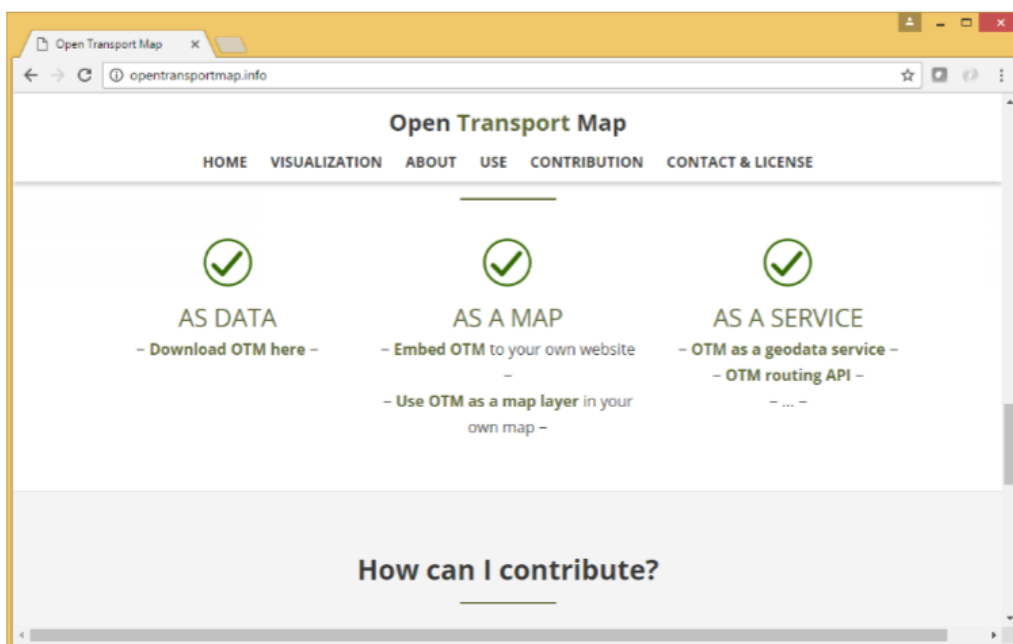 Open Transport Map
opentransportmap.info
Open Transport Map
HOME VISUALIZATION ABOUT USE CONTRIBUTION CONTACT & LICENSE
AS DATA
– Download OTM here –
AS A MAP
– Embed OTM to your own website
–
– Use OTM as a map layer in your
own map –
AS A SERVICE
– OTM as a geodata service –
– OTM routing API –
– ... –
How can I contribute?